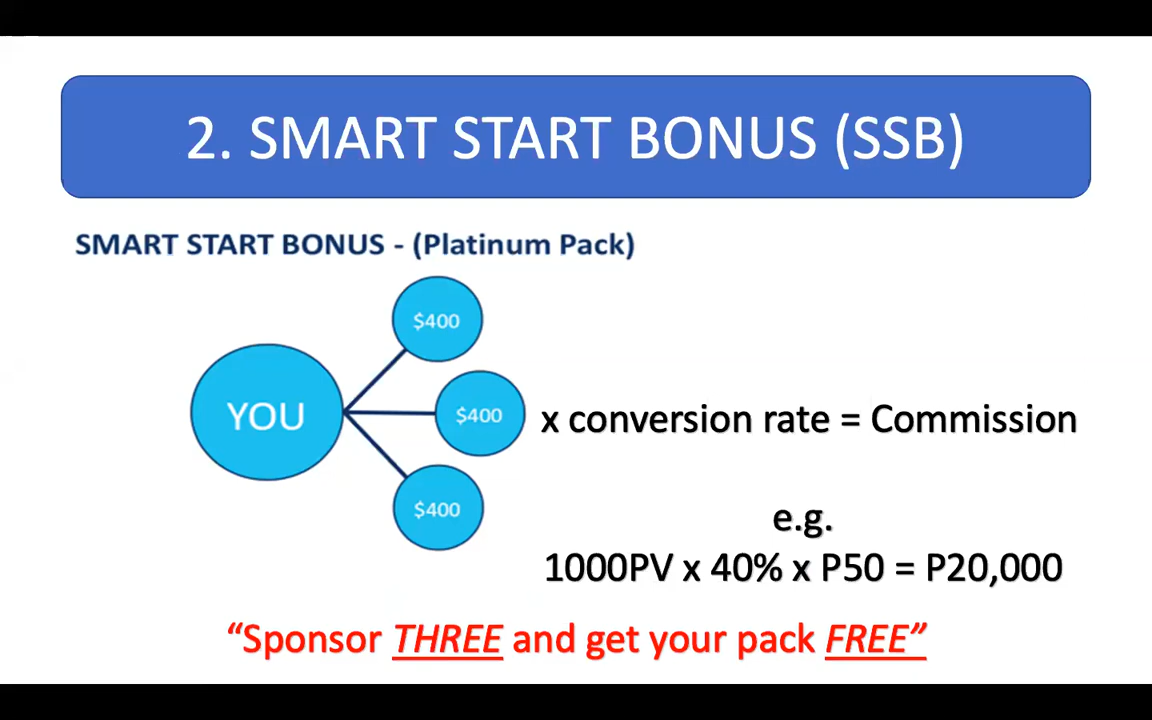 2. SMART START BONUS (SSB)
SMART START BONUS - (Platinum Pack)
$400
YOU
$400
x conversion rate = Commission
$400
e.g.
1000PV x 40% x P50 = P20,000
“Sponsor THREE and get your pack FREE”